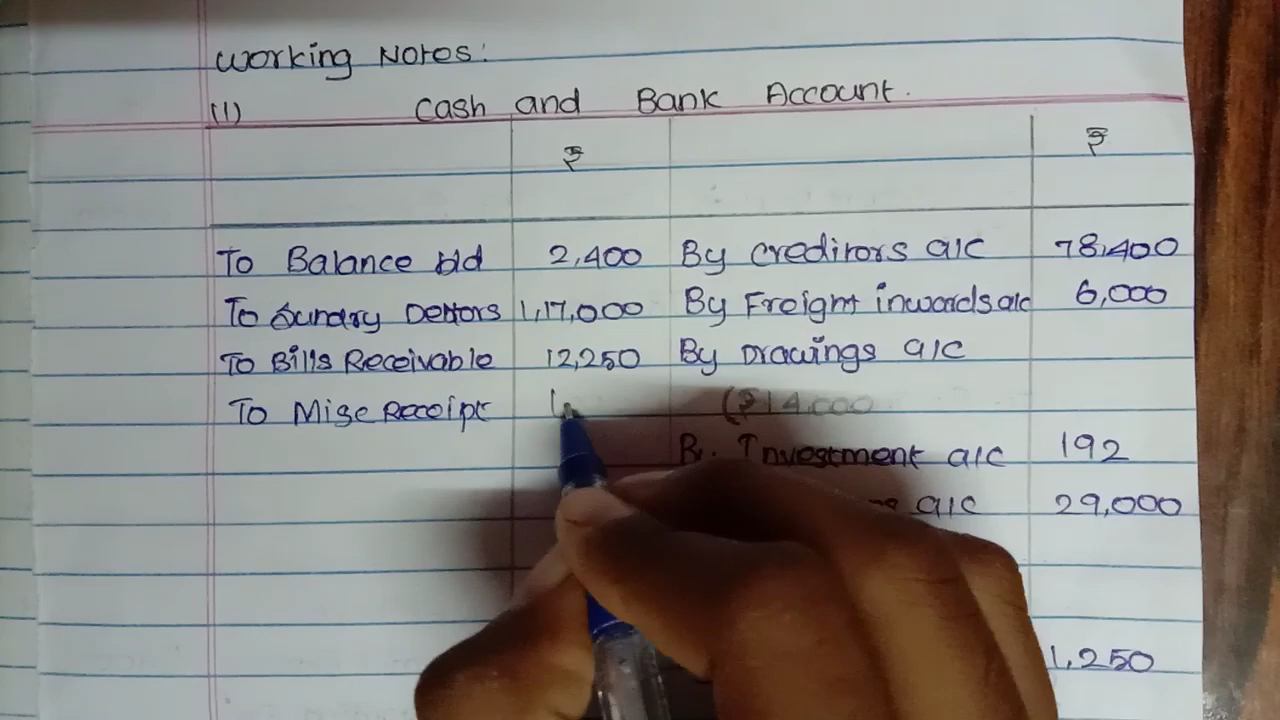 Working Notes:
(1) Cash and Bank Account.
₹ ₹
To Balance b/d 2,400 By Creditors a/c 78,400
To Sundry Debtors 1,17,000 By Freight inwards a/c 6,000
To Bills Receivable 12,250 By Drawings a/c
To Misc Receipt (₹14,000
By Investment a/c 192
a/c 29,000
1,250